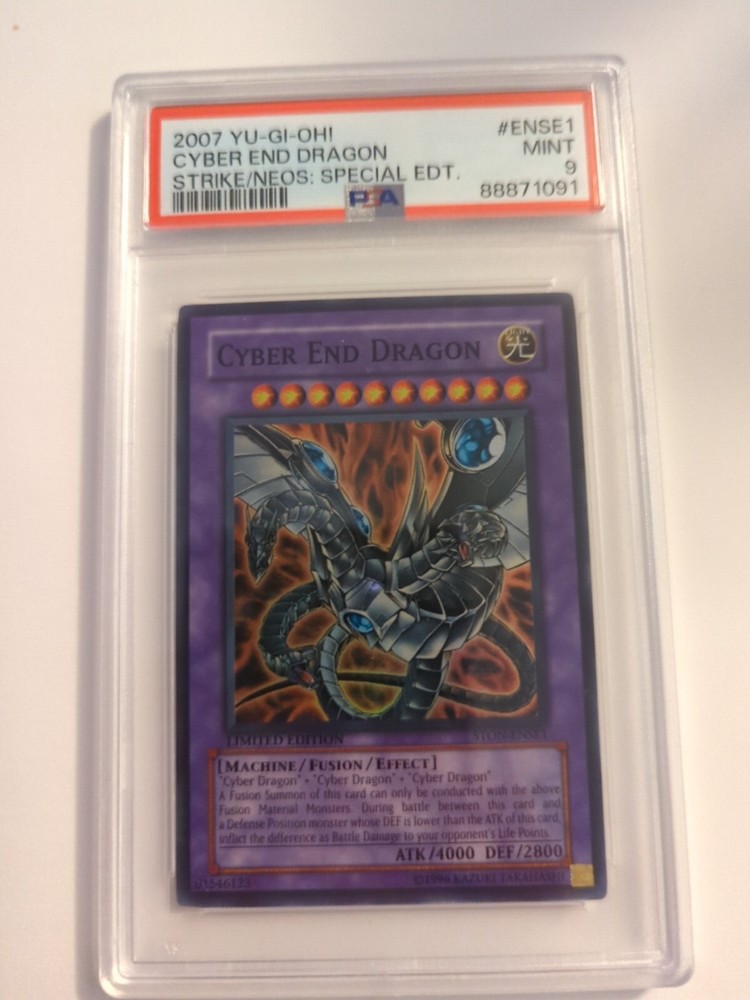 2007 YU-GI-OH!
#ENSE1
CYBER END DRAGON
MINT
STRIKE/NEOS: SPECIAL EDT.
9
PSA
88871091
CYBER END DRAGON
LIGHT
光
LIMITED EDITION
STON-ENSE1
[MACHINE/FUSION/EFFECT]
"Cyber Dragon" + "Cyber Dragon" + "Cyber Dragon"
A Fusion Summon of this card can only be conducted with the above
Fusion Material Monsters. During battle between this card and
a Defense Position monster whose DEF is lower than the ATK of this card,
inflict the difference as Battle Damage to your opponent's Life Points.
ATK/4000 DEF/2800
©1996 KAZUKI TAKAHASHI